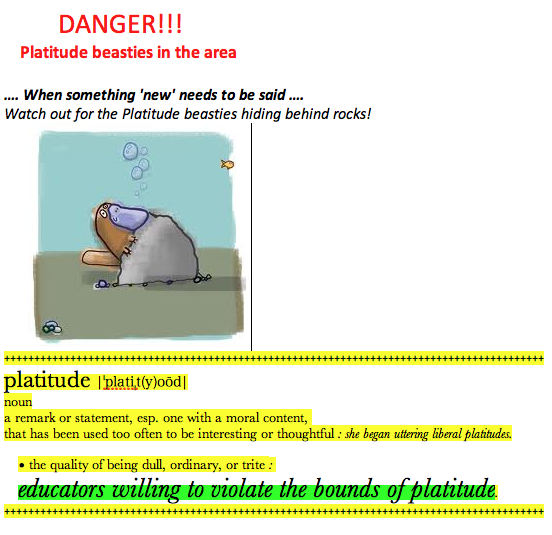 DANGER!!!
Platitude beasties in the area
.... When something 'new' needs to be said ....
Watch out for the Platitude beasties hiding behind rocks!
++++++++++++++++++++++++++++++++++++++++++++++++++++++++++++++++++++++++++++++++++++++++++
platitude |ˈplatiˌt(y)oōd|
noun
a remark or statement, esp. one with a moral content,
that has been used too often to be interesting or thoughtful : she began uttering liberal platitudes.
• the quality of being dull, ordinary, or trite :
educators willing to violate the bounds of platitude.
++++++++++++++++++++++++++++++++++++++++++++++++++++++++++++++++++++++++++++++++++++++++++